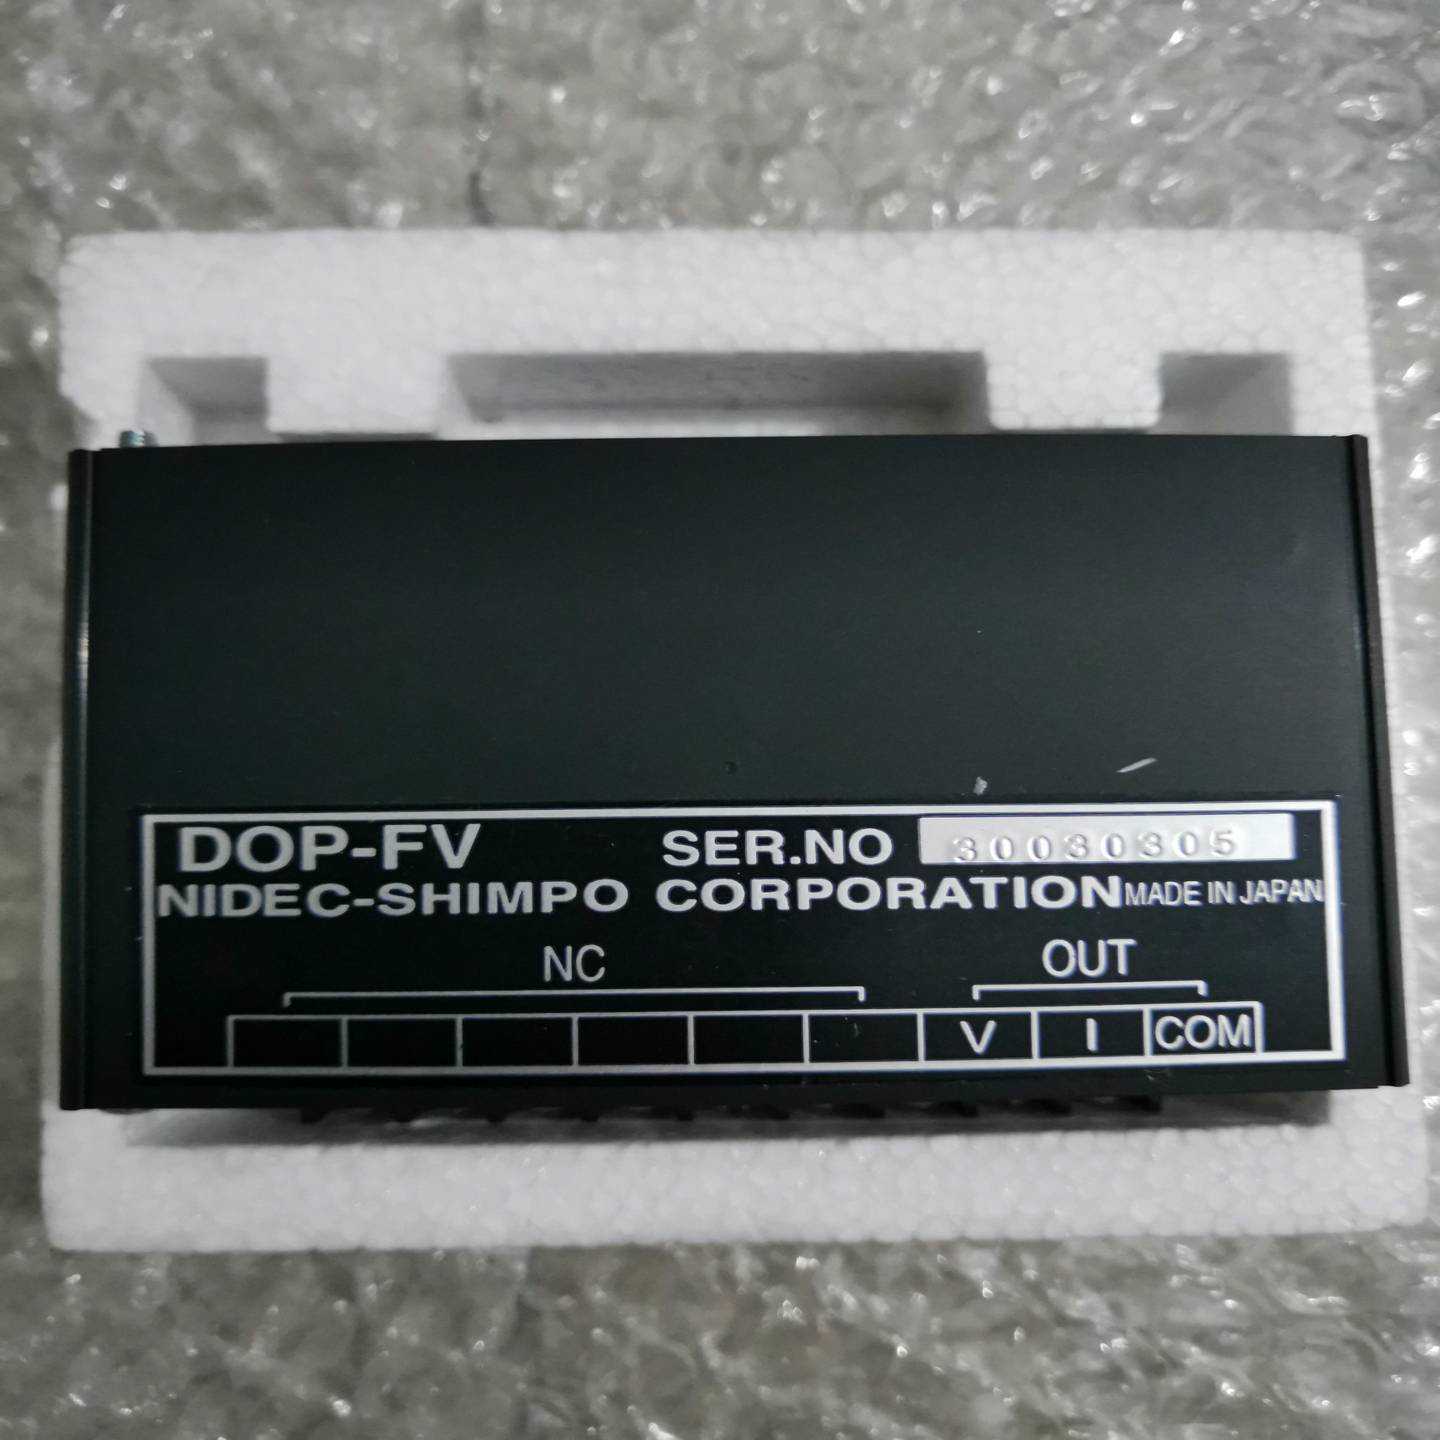 DOP-FV SER.NO 30030305
NIDEC-SHIMPO CORPORATION MADE IN JAPAN
NC OUT
V I COM